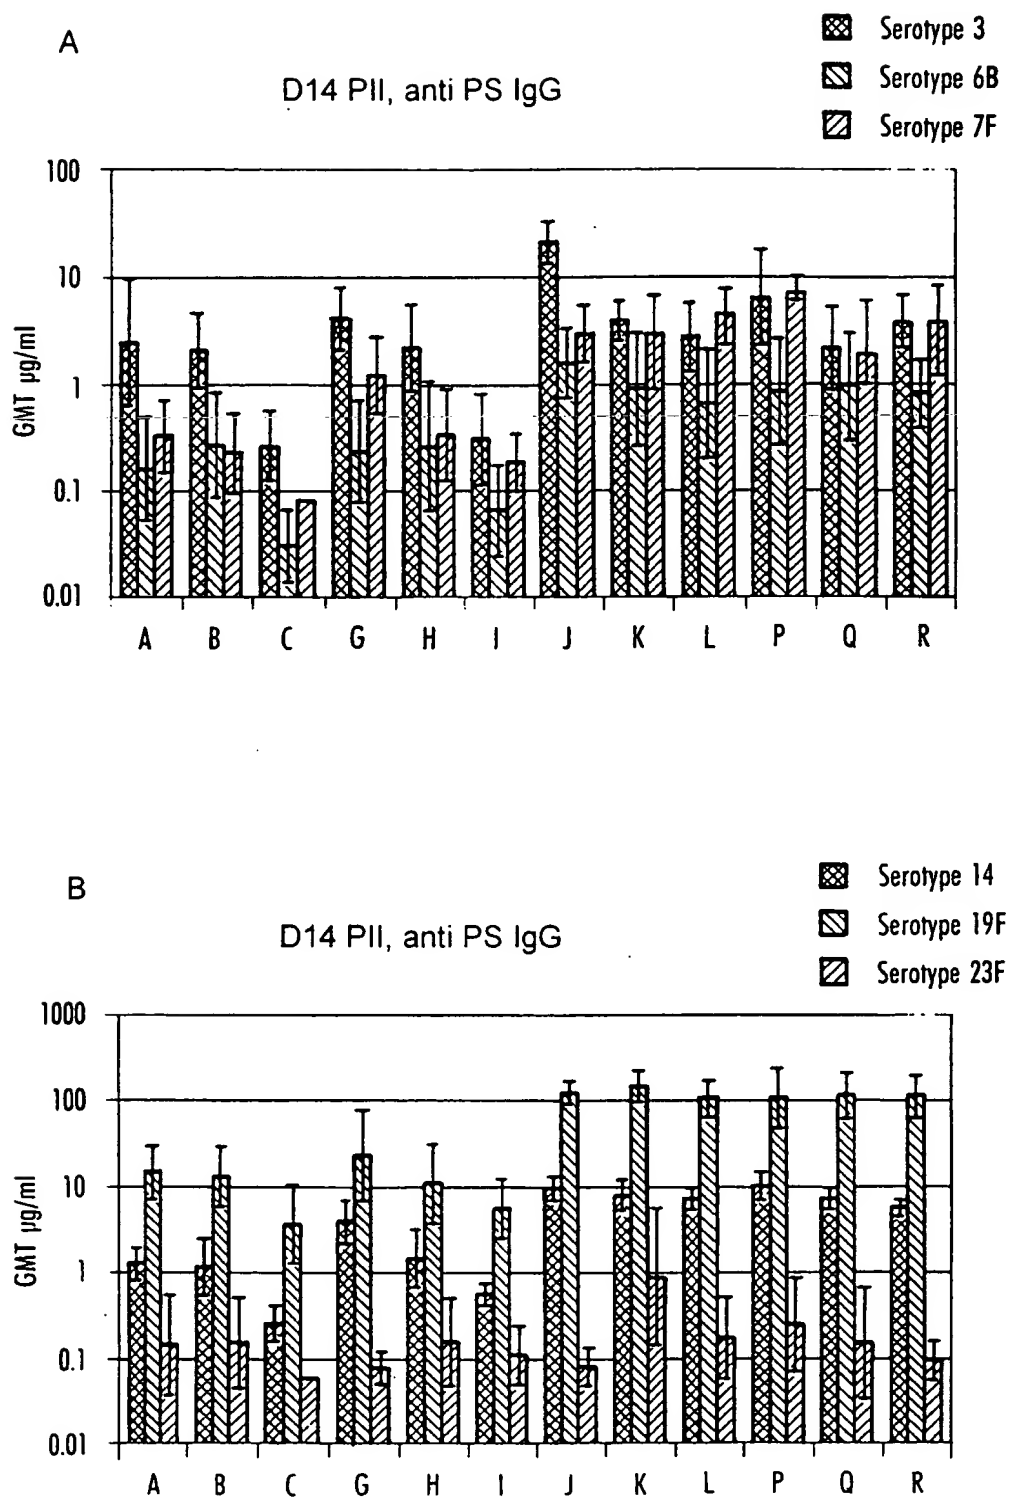 A
D14 PII, anti PS IgG
Serotype 3
Serotype 6B
Serotype 7F
GMT μg/ml
100
10
1
0.1
0.01
A B C G H I J K L P Q R
B
D14 PII, anti PS IgG
Serotype 14
Serotype 19F
Serotype 23F
GMT μg/ml
1000
100
10
1
0.1
0.01
A B C G H I J K L P Q R